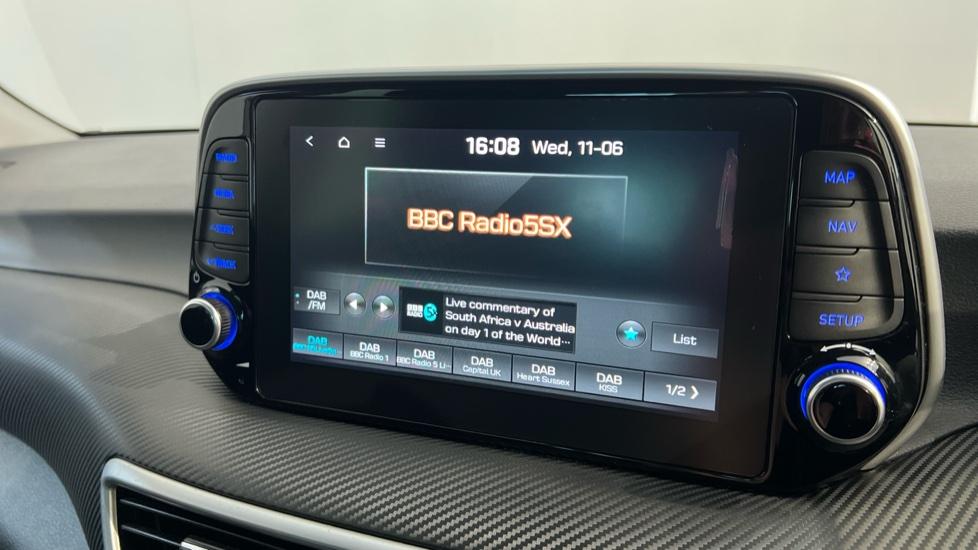 16:08 Wed, 11-06
BBC Radio5SX
DAB
/FM
BBC
RADIO 5SX
Live commentary of
South Africa v Australia
on day 1 of the World...
List
DAB
DAB
BBC Radio 1
DAB
BBC Radio 5 Li-
DAB
Capital UK
DAB
Heart Sussex
DAB
KISS
1/2
MAP
NAV
SETUP